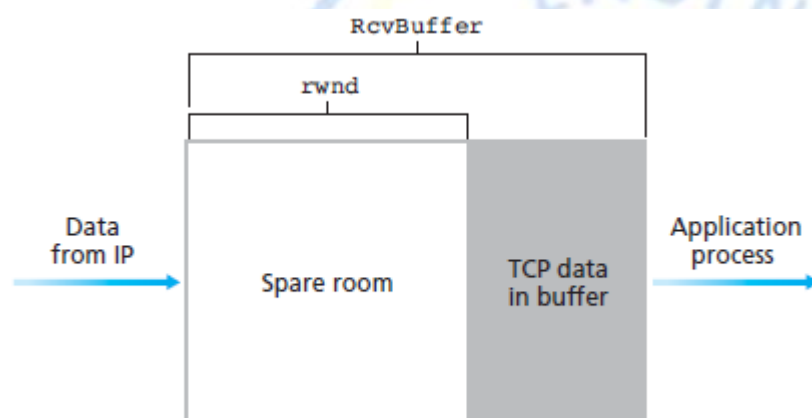 RcvBuffer
rwnd
Data
from IP
Spare room
TCP data
in buffer
Application
process